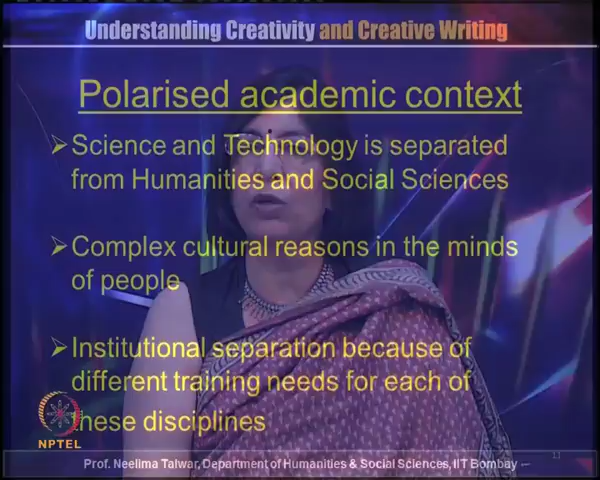 Understanding Creativity and Creative Writing
Polarised academic context
➢Science and Technology is separated
from Humanities and Social Sciences
➢Complex cultural reasons in the minds
of people
➢Institutional separation because of
different training needs for each of
these disciplines
NPTEL
11
Prof. Neelima Talwar, Department of Humanities & Social Sciences, IIT Bombay